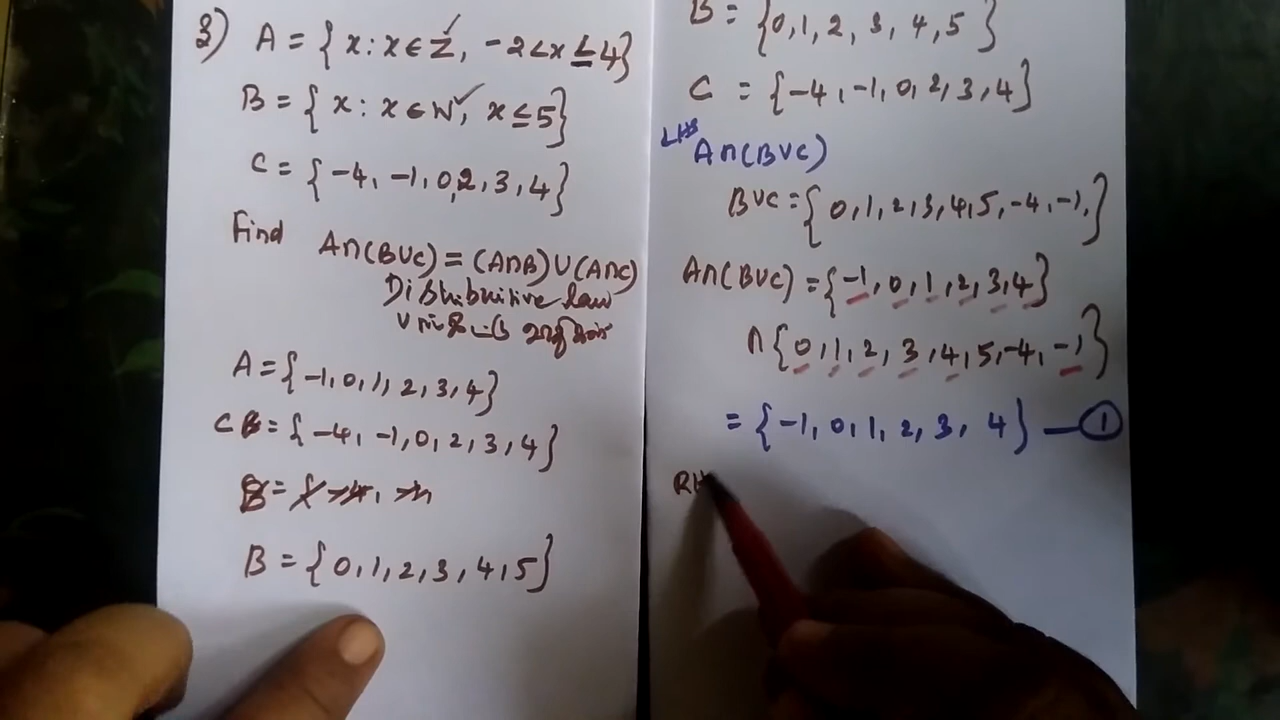 3) A = { x : x ∈ Z, -2 < x ≤ 4}
B = { x : x ∈ W, x ≤ 5}
C = { -4, -1, 0, 2, 3, 4 }
Find A∩(B∪C) = (A∩B)∪(A∩C)
law
A = { -1, 0, 1, 2, 3, 4 }
C = { -4, -1, 0, 2, 3, 4 }
B = { 0, 1, 2, 3, 4, 5 }
B = { 0, 1, 2, 3, 4, 5 }
C = { -4, -1, 0, 2, 3, 4 }
LHS A∩(B∪C)
B∪C = { 0, 1, 2, 3, 4, 5, -4, -1, }
A∩(B∪C) = { -1, 0, 1, 2, 3, 4 }
∩ { 0, 1, 2, 3, 4, 5, -4, -1 }
= { -1, 0, 1, 2, 3, 4 } — ①